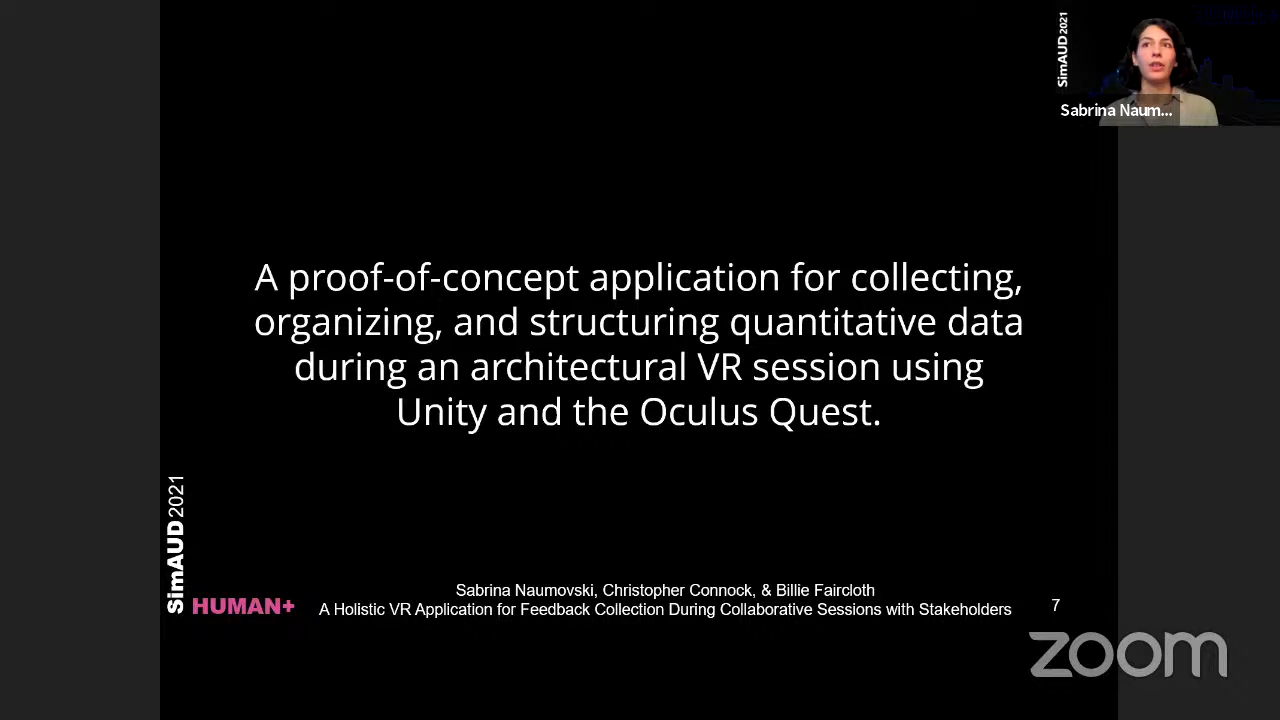 SimAUD2021
Sabrina Naum...
A proof-of-concept application for collecting,
organizing, and structuring quantitative data
during an architectural VR session using
Unity and the Oculus Quest.
SimAUD2021
HUMAN+
Sabrina Naumovski, Christopher Connock, & Billie Faircloth
A Holistic VR Application for Feedback Collection During Collaborative Sessions with Stakeholders
7
zoom